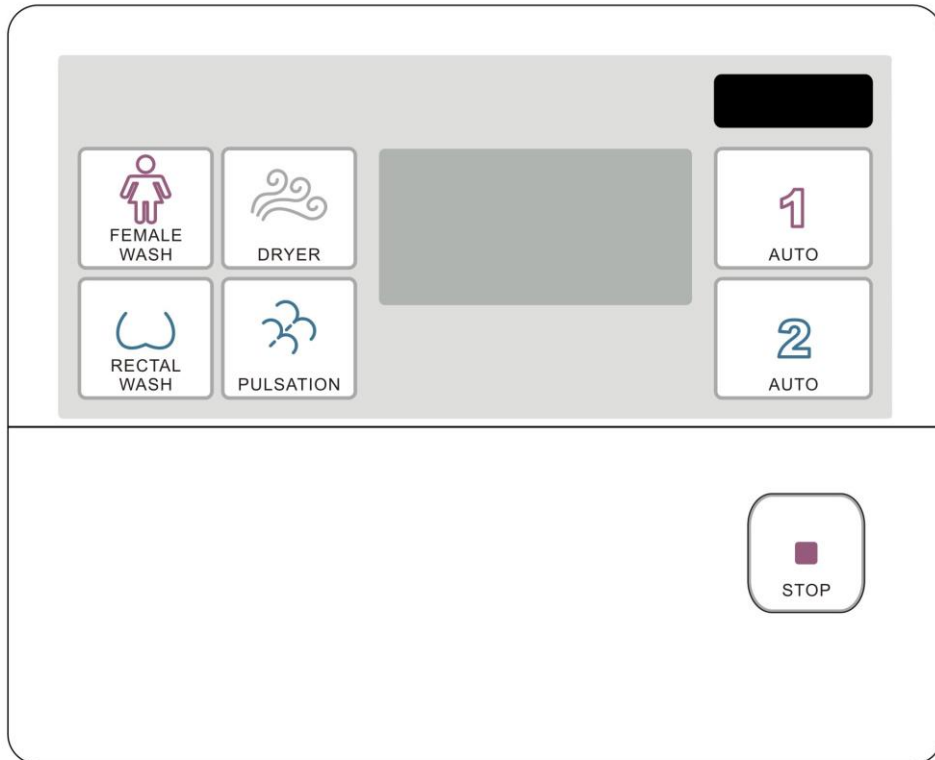 FEMALE
WASH
DRYER
1
AUTO
RECTAL
WASH
PULSATION
2
AUTO
STOP